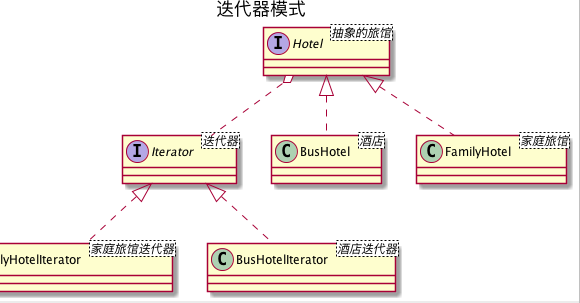 迭代器模式
抽象的旅馆
I Hotel
迭代器
I Iterator
酒店
C BusHotel
家庭旅馆
C FamilyHotel
家庭旅馆迭代器
lyHotelIterator
酒店迭代器
C BusHotelIterator